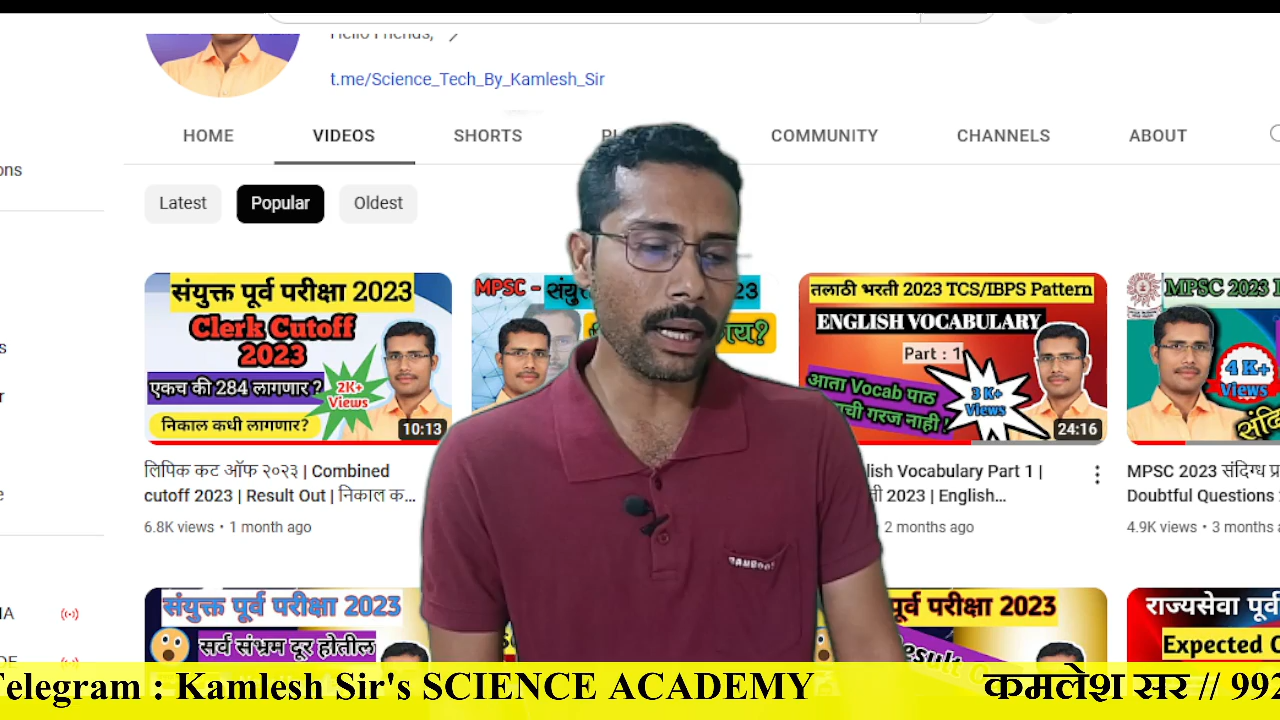 Hello Friends,
t.me/Science_Tech_By_Kamlesh_Sir
HOME VIDEOS SHORTS COMMUNITY CHANNELS ABOUT
Latest Popular Oldest
संयुक्त पूर्व परीक्षा 2023
Clerk Cutoff
2023
एकच की 284 लागणार ?
2K+
Views
निकाल कधी लागणार?
10:13
लिपिक कट ऑफ २०२३ | Combined
cutoff 2023 | Result Out | निकाल क...
6.8K views • 1 month ago
MPSC -
तलाठी भरती 2023 TCS/IBPS Pattern
ENGLISH VOCABULARY
Part : 1
आता Vocab पाठ
गरज नाही !
3 K+
Views
24:16
Vocabulary Part 1 |
2023 | English...
2 months ago
MPSC 2023
4 K+
Views
MPSC 2023 संदिग्ध
Doubtful Questions
4.9K views • 3 months
संयुक्त पूर्व परीक्षा 2023
सर्व संभ्रम दूर होतील
पूर्व परीक्षा 2023
राज्यसेवा
Expected
Telegram : Kamlesh Sir's SCIENCE ACADEMY कमलेश सर //